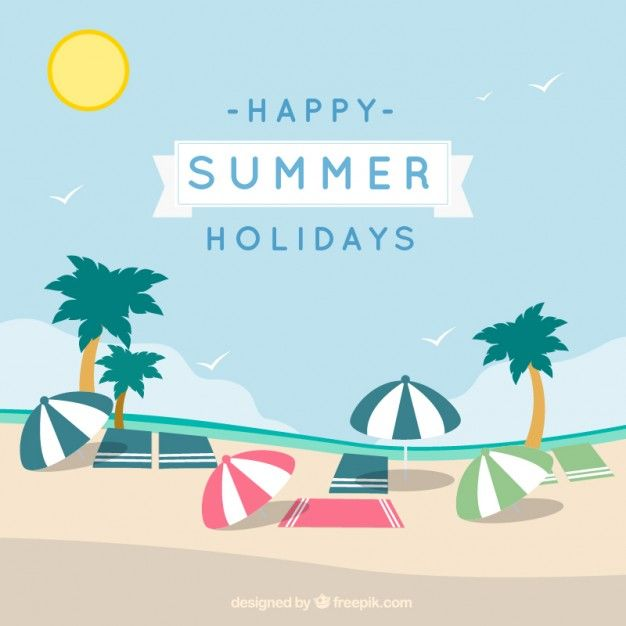 -HAPPY-
SUMMER
HOLIDAYS
designed by freepik.com